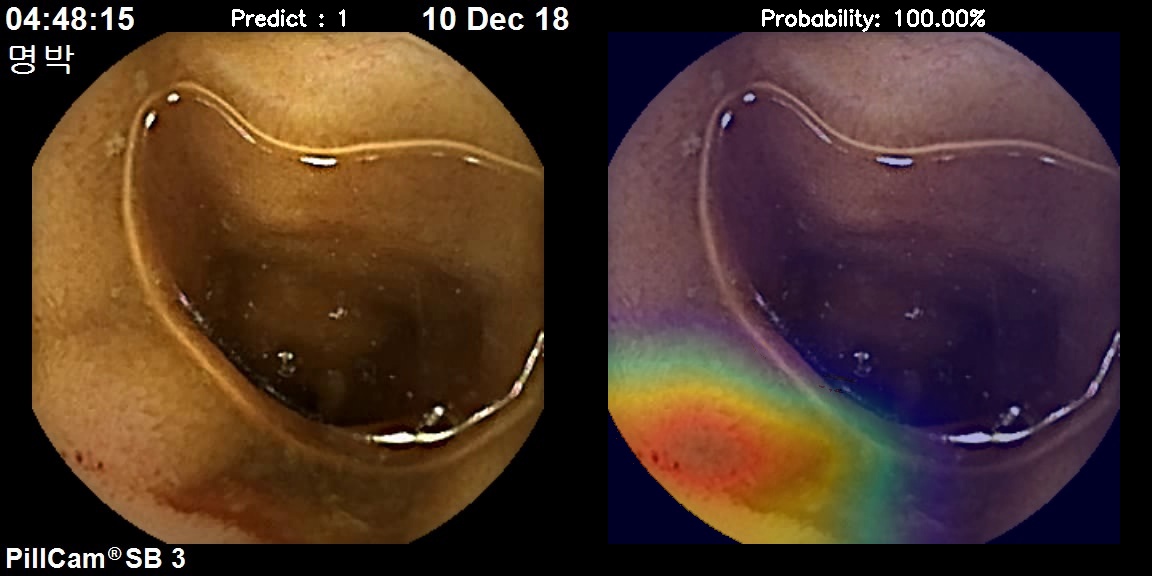 04:48:15
Predict : 1
10 Dec 18
Probability: 100.00%
명박
PillCam® SB 3